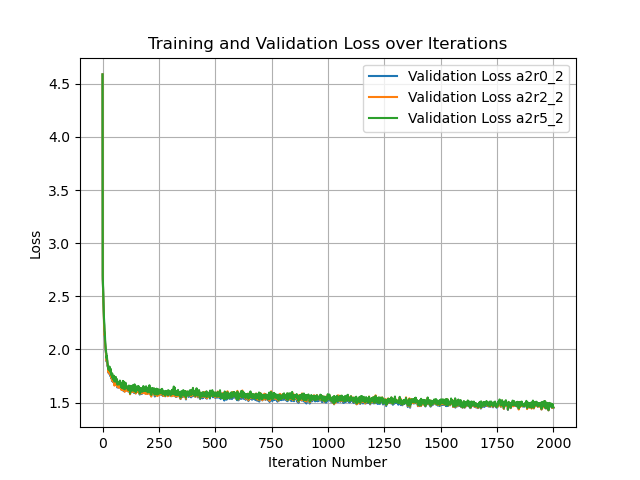 Training and Validation Loss over Iterations
Validation Loss a2r0_2
Validation Loss a2r2_2
Validation Loss a2r5_2
Loss
4.5
4.0
3.5
3.0
2.5
2.0
1.5
0 250 500 750 1000 1250 1500 1750 2000
Iteration Number